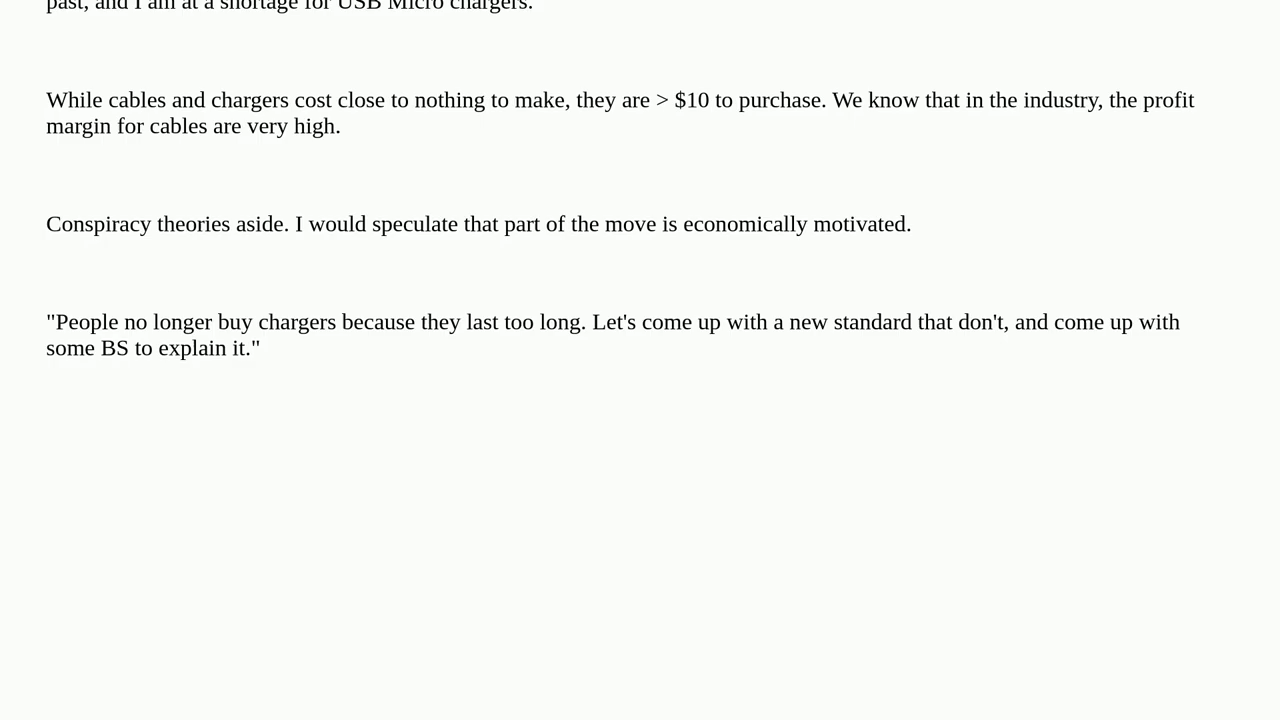 past, and I am at a shortage for USB Micro chargers.
While cables and chargers cost close to nothing to make, they are > $10 to purchase. We know that in the industry, the profit
margin for cables are very high.
Conspiracy theories aside. I would speculate that part of the move is economically motivated.
"People no longer buy chargers because they last too long. Let's come up with a new standard that don't, and come up with
some BS to explain it."